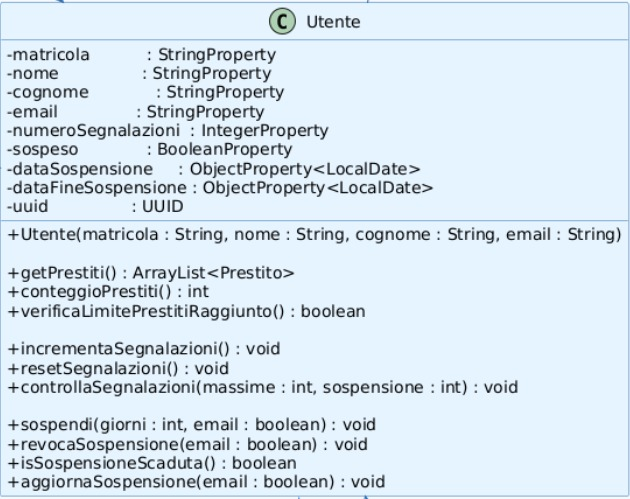 C Utente
-matricola : StringProperty
-nome : StringProperty
-cognome : StringProperty
-email : StringProperty
-numeroSegnalazioni : IntegerProperty
-sospeso : BooleanProperty
-dataSospensione : ObjectProperty<LocalDate>
-dataFineSospensione : ObjectProperty<LocalDate>
-uuid : UUID
+Utente(matricola : String, nome : String, cognome : String, email : String)
+getPrestiti() : ArrayList<Prestito>
+conteggioPrestiti() : int
+verificaLimitePrestitiRaggiunto() : boolean
+incrementaSegnalazioni() : void
+resetSegnalazioni() : void
+controllaSegnalazioni(massime : int, sospensione : int) : void
+sospendi(giorni : int, email : boolean) : void
+revocaSospensione(email : boolean) : void
+isSospensioneScaduta() : boolean
+aggiornaSospensione(email : boolean) : void